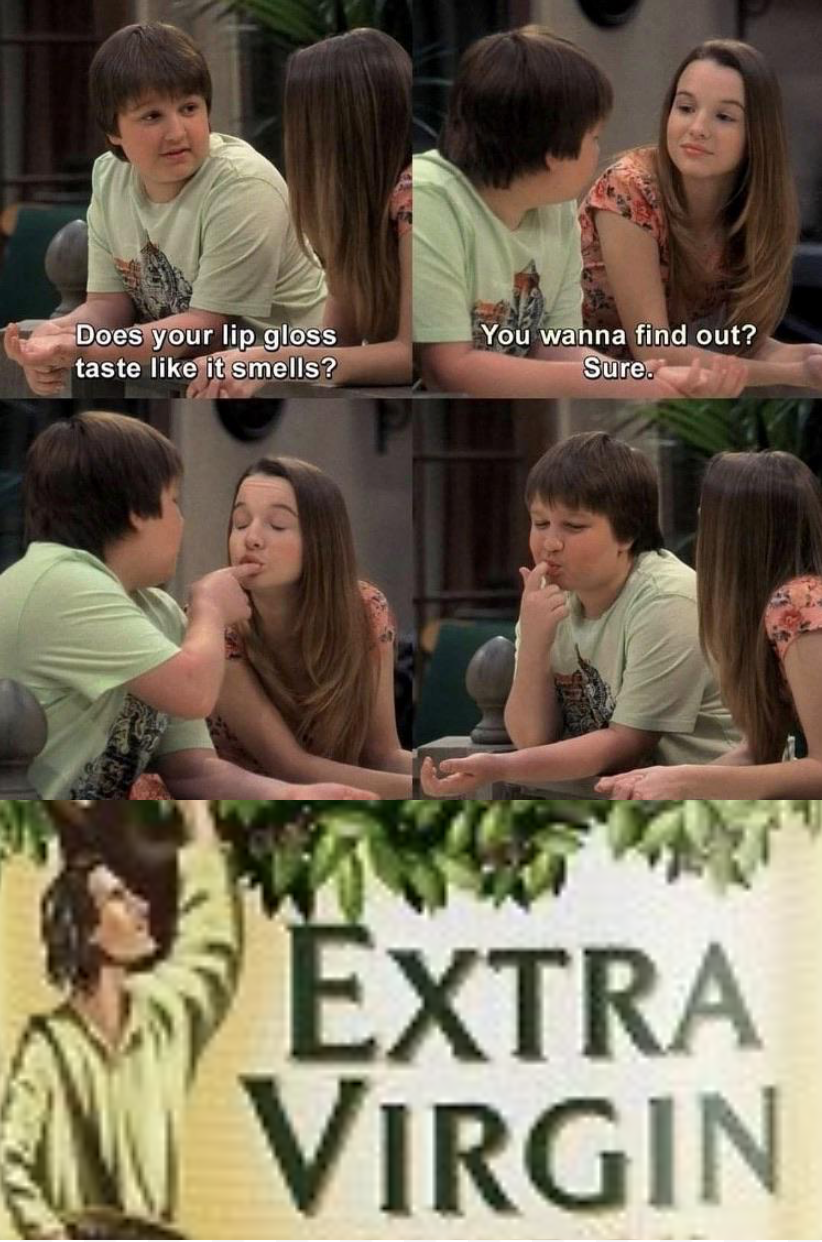 Does your lip gloss
taste like it smells?
You wanna find out?
Sure.
EXTRA
VIRGIN